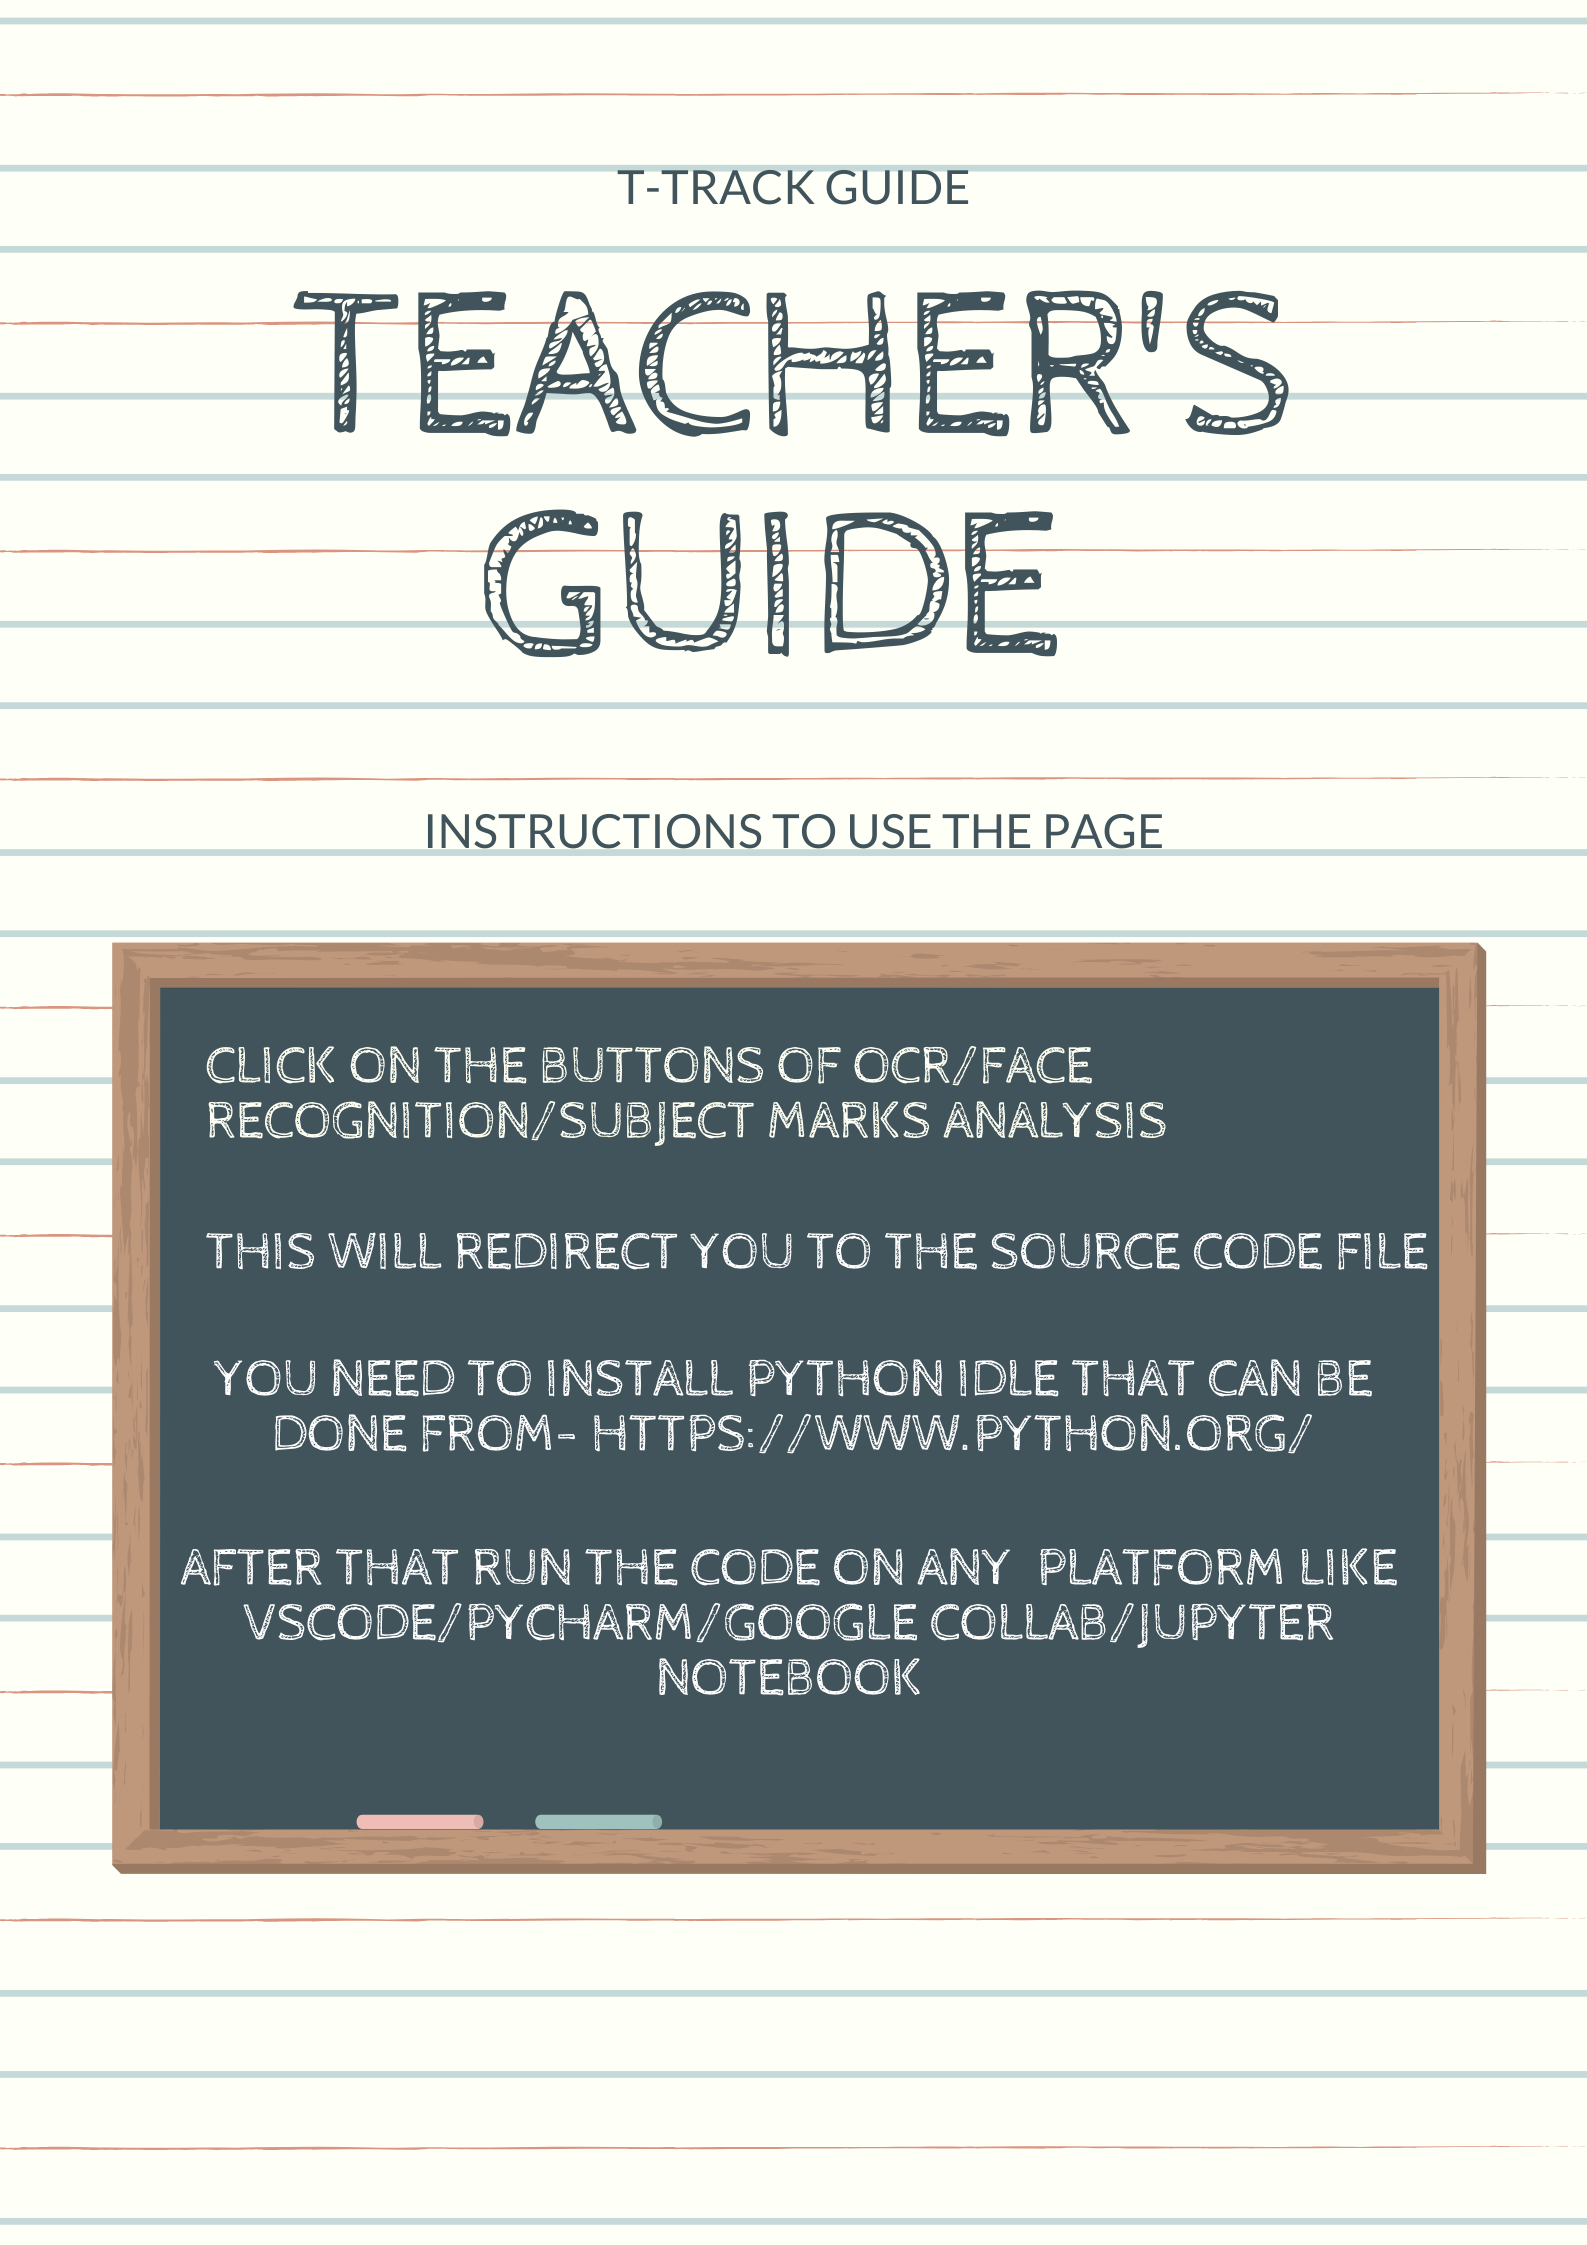 T-TRACK GUIDE
TEACHER'S
GUIDE
INSTRUCTIONS TO USE THE PAGE
CLICK ON THE BUTTONS OF OCR/FACE
RECOGNITION/SUBJECT MARKS ANALYSIS
THIS WILL REDIRECT YOU TO THE SOURCE CODE FILE
YOU NEED TO INSTALL PYTHON IDLE THAT CAN BE
DONE FROM- HTTPS://WWW.PYTHON.ORG/
AFTER THAT RUN THE CODE ON ANY PLATFORM LIKE
VSCODE/PYCHARM/GOOGLE COLLAB/JUPYTER
NOTEBOOK